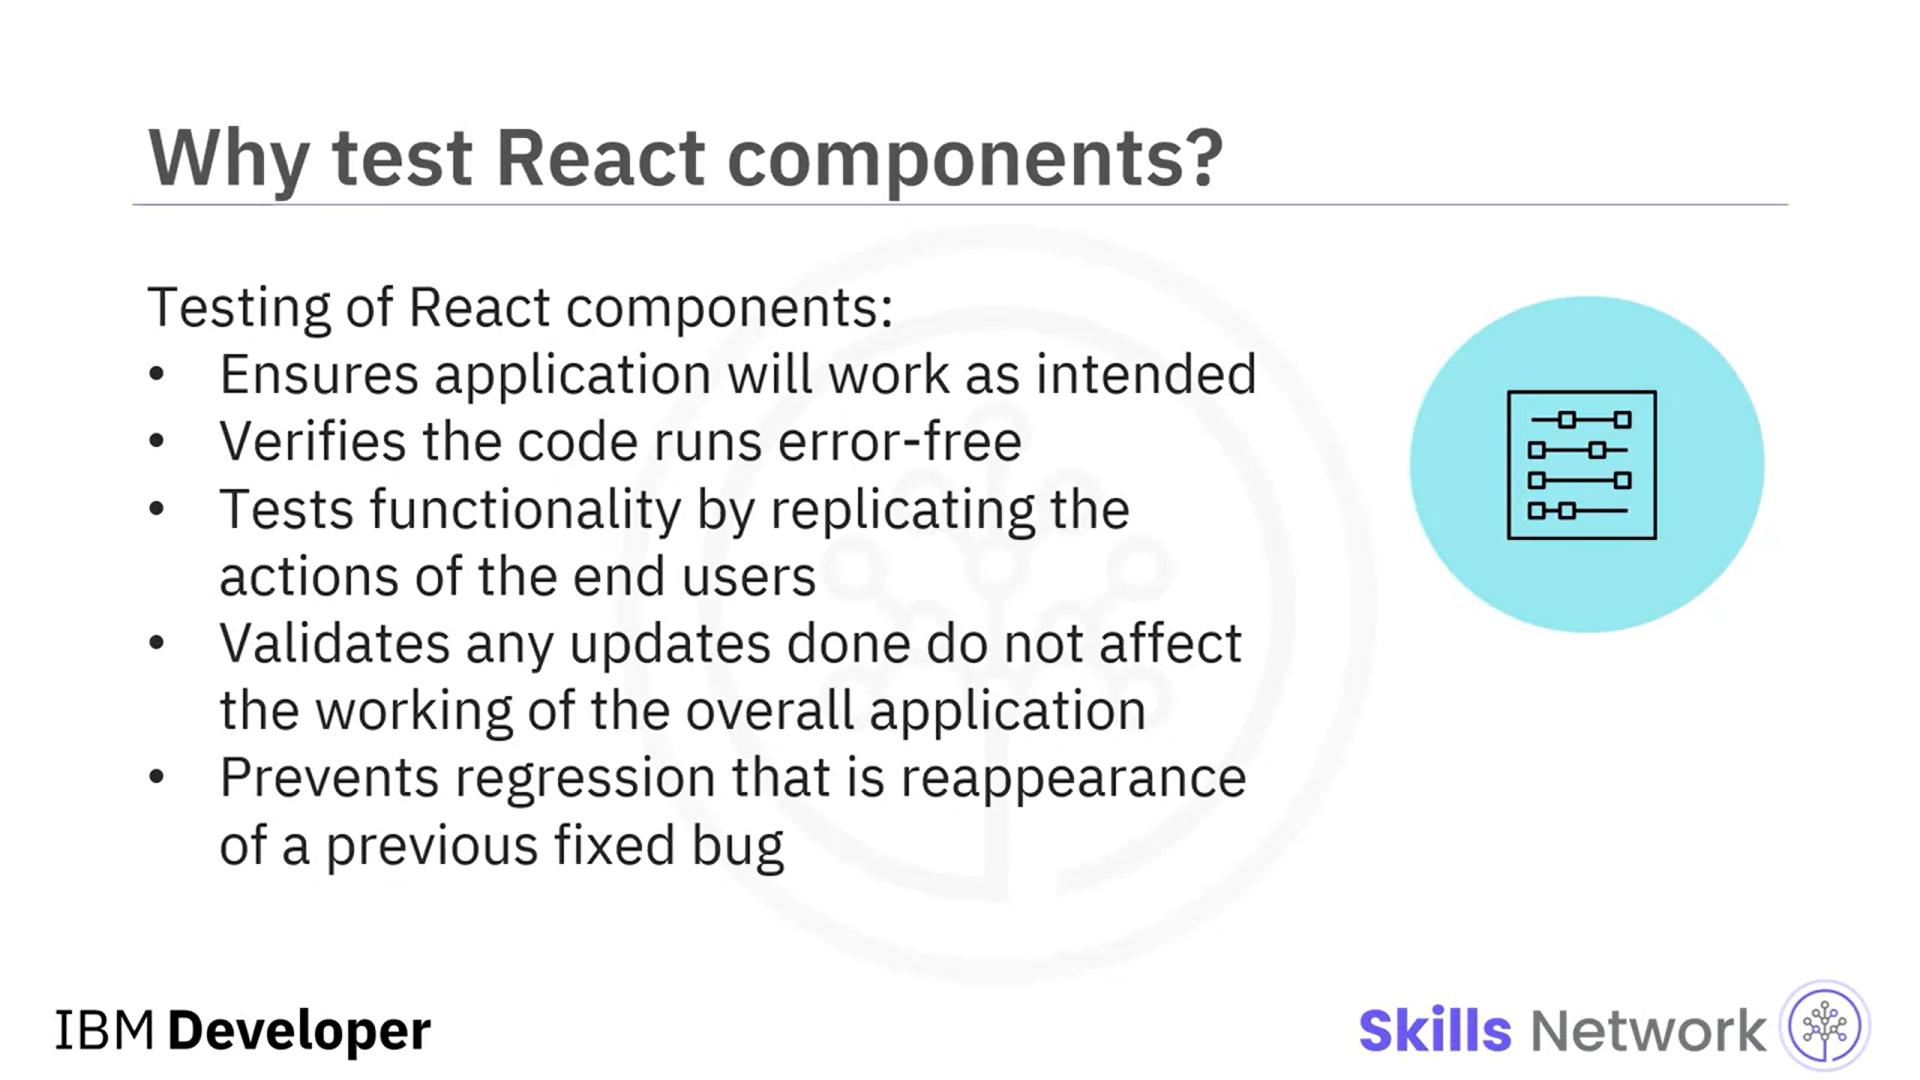 Why test React components?
Testing of React components:
• Ensures application will work as intended
• Verifies the code runs error-free
• Tests functionality by replicating the
actions of the end users
• Validates any updates done do not affect
the working of the overall application
• Prevents regression that is reappearance
of a previous fixed bug
IBM Developer
Skills Network